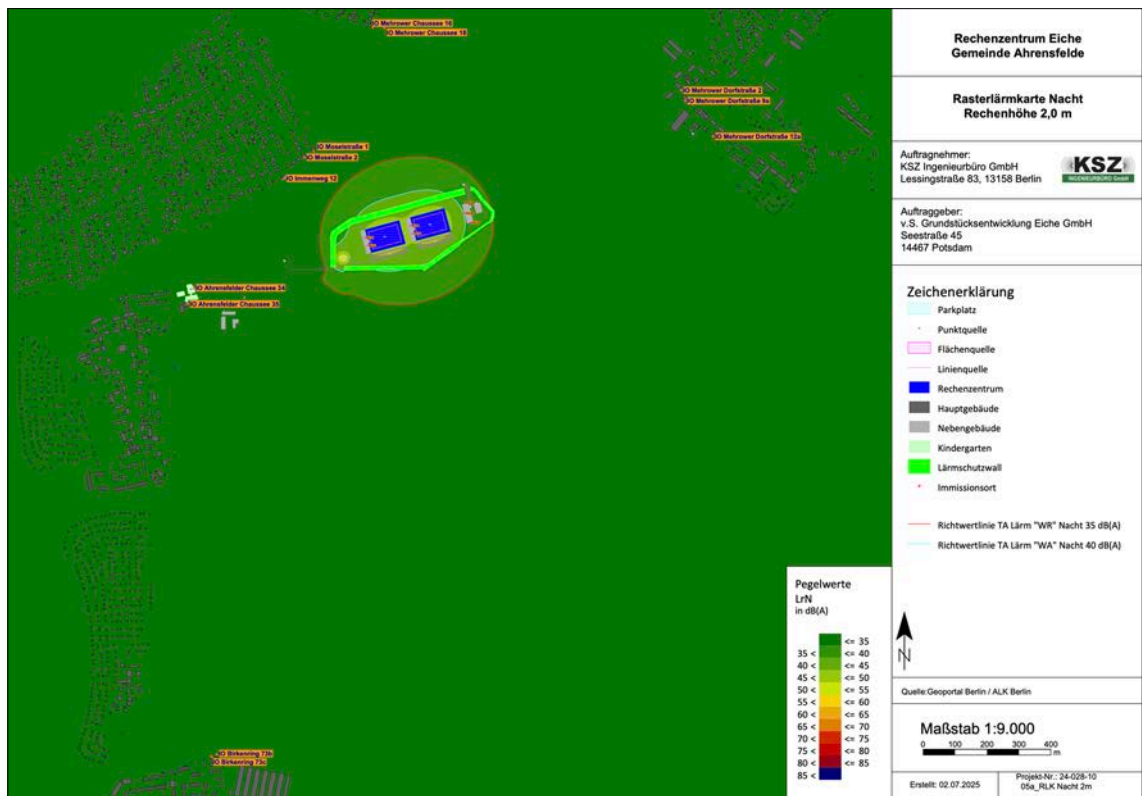 IO Mehrower Chaussee 16
IO Mehrower Chaussee 18
IO Mehrower Dorfstraße 2
IO Mehrower Dorfstraße 9a
IO Mehrower Dorfstraße 12a
IO Moselstraße 1
IO Moselstraße 2
IO Immenweg 12
IO Ahrensfelder Chaussee 34
IO Ahrensfelder Chaussee 35
IO Birkenring 73b
IO Birkenring 73c
Rechenzentrum Eiche
Gemeinde Ahrensfelde
Rasterlärmkarte Nacht
Rechenhöhe 2,0 m
Auftragnehmer:
KSZ Ingenieurbüro GmbH
Lessingstraße 83, 13158 Berlin
KSZ
INGENIEURBÜRO GmbH
Auftraggeber:
v.S. Grundstücksentwicklung Eiche GmbH
Seestraße 45
14467 Potsdam
Zeichenerklärung
Parkplatz
Punktquelle
Flächenquelle
Linienquelle
Rechenzentrum
Hauptgebäude
Nebengebäude
Kindergarten
Lärmschutzwall
Immissionsort
Richtwertlinie TA Lärm "WR" Nacht 35 dB(A)
Richtwertlinie TA Lärm "WA" Nacht 40 dB(A)
Pegelwerte
LrN
in dB(A)
<= 35
35 < <= 40
40 < <= 45
45 < <= 50
50 < <= 55
55 < <= 60
60 < <= 65
65 < <= 70
70 < <= 75
75 < <= 80
80 < <= 85
85 <
N
Quelle:Geoportal Berlin / ALK Berlin
Maßstab 1:9.000
0 100 200 300 400
m
Erstellt: 02.07.2025
Projekt-Nr.: 24-028-10
05a_RLK Nacht 2m